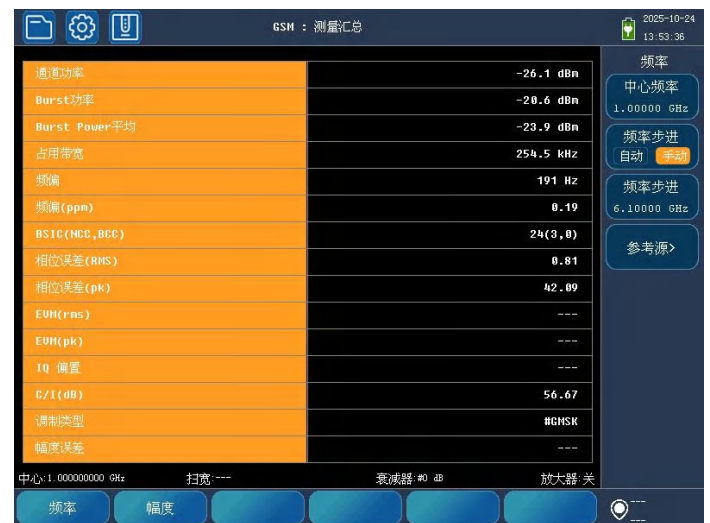 GSM : 测量汇总
2025-10-24
13:53:36
通道功率 -26.1 dBm
Burst功率 -20.6 dBm
Burst Power平均 -23.9 dBm
占用带宽 254.5 kHz
频偏 191 Hz
频偏(ppm) 0.19
BSIC(NCC,BCC) 24(3,0)
相位误差(RMS) 0.81
相位误差(pk) 42.09
EVM(rms) ---
EVM(pk) ---
IQ 偏置 ---
C/I(dB) 56.67
调制类型 #GMSK
幅度误差 ---
频率
中心频率
1.00000 GHz
频率步进
自动 手动
频率步进
6.10000 GHz
参考源>
中心:1.000000000 GHz 扫宽:--- 衰减器:#0 dB 放大器:关
频率 幅度
---
---